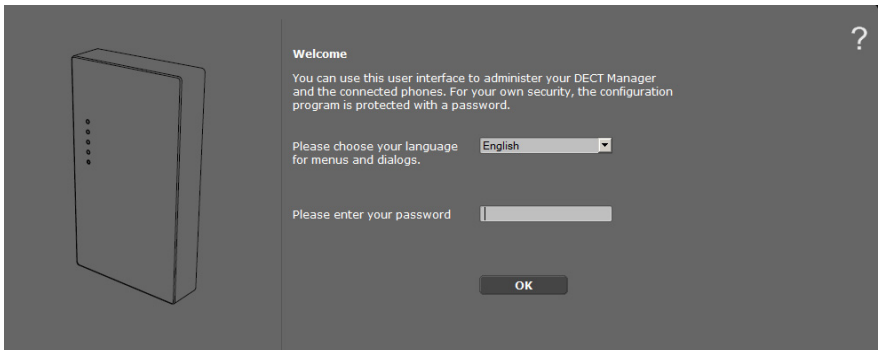 ?
Welcome
You can use this user interface to administer your DECT Manager
and the connected phones. For your own security, the configuration
program is protected with a password.
Please choose your language
for menus and dialogs.
English
Please enter your password
OK